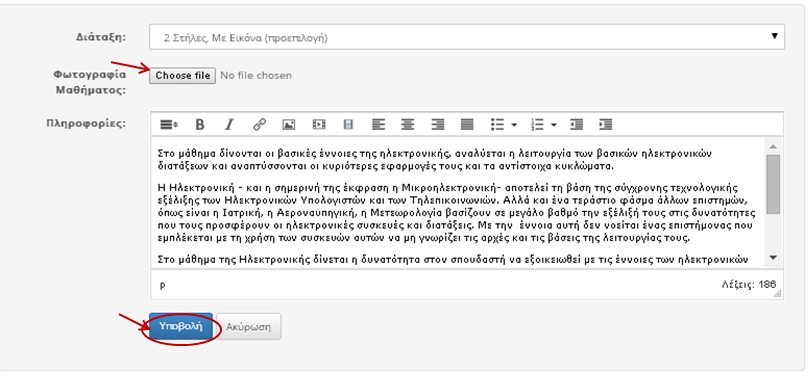 Διάταξη: 2 Στήλες, Με Εικόνα (προεπιλογή)
Φωτογραφία Μαθήματος: Choose file No file chosen
Πληροφορίες:
Στο μάθημα δίνονται οι βασικές έννοιες της ηλεκτρονικής, αναλύεται η λειτουργία των βασικών ηλεκτρονικών
διατάξεων και αναπτύσσονται οι κυριότερες εφαρμογές τους και τα αντίστοιχα κυκλώματα.
Η Ηλεκτρονική - και η σημερινή της έκφραση η Μικροηλεκτρονική- αποτελεί τη βάση της σύγχρονης τεχνολογικής
εξέλιξης των Ηλεκτρονικών Υπολογιστών και των Τηλεπικοινωνιών. Αλλά και ένα τεράστιο φάσμα άλλων επιστημών,
όπως είναι η Ιατρική, η Αεροναυπηγική, η Μετεωρολογία βασίζουν σε μεγάλο βαθμό την εξέλιξή τους στις δυνατότητες
που τους προσφέρουν οι ηλεκτρονικές συσκευές και διατάξεις. Με την έννοια αυτή δεν νοείται ένας επιστήμονας που
εμπλέκεται με τη χρήση των συσκευών αυτών να μη γνωρίζει τις αρχές και τις βάσεις της λειτουργίας τους.
Στο μάθημα της Ηλεκτρονικής δίνεται η δυνατότητα στον σπουδαστή να εξοικειωθεί με τις έννοιες των ηλεκτρονικών
p Λέξεις: 186
Υποβολή Ακύρωση